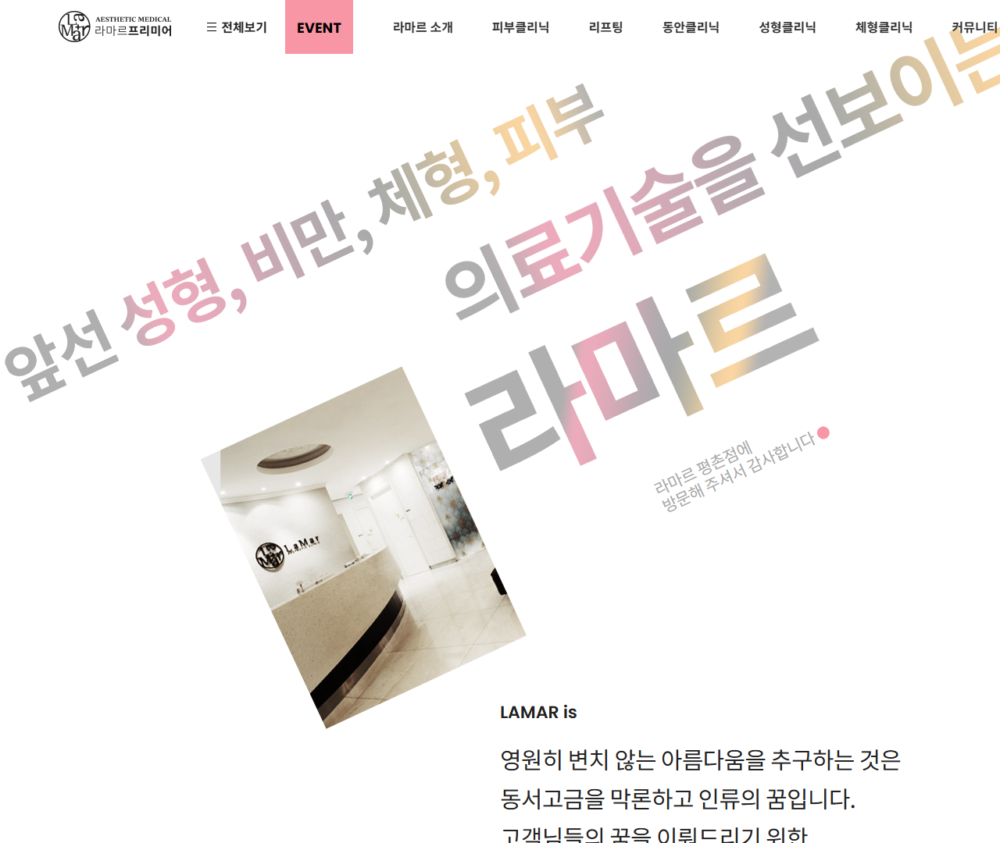 LaMar
AESTHETIC MEDICAL
라마르프리미어
전체보기
EVENT
라마르 소개
피부클리닉
리프팅
동안클리닉
성형클리닉
체형클리닉
커뮤니티
앞선 성형, 비만, 체형, 피부
의료기술을 선보이는
라마르
라마르 평촌점에
방문해 주셔서 감사합니다
LaMar
LAMAR is
영원히 변치 않는 아름다움을 추구하는 것은
동서고금을 막론하고 인류의 꿈입니다.
고객님들의 꿈을 이뤄드리기 위한